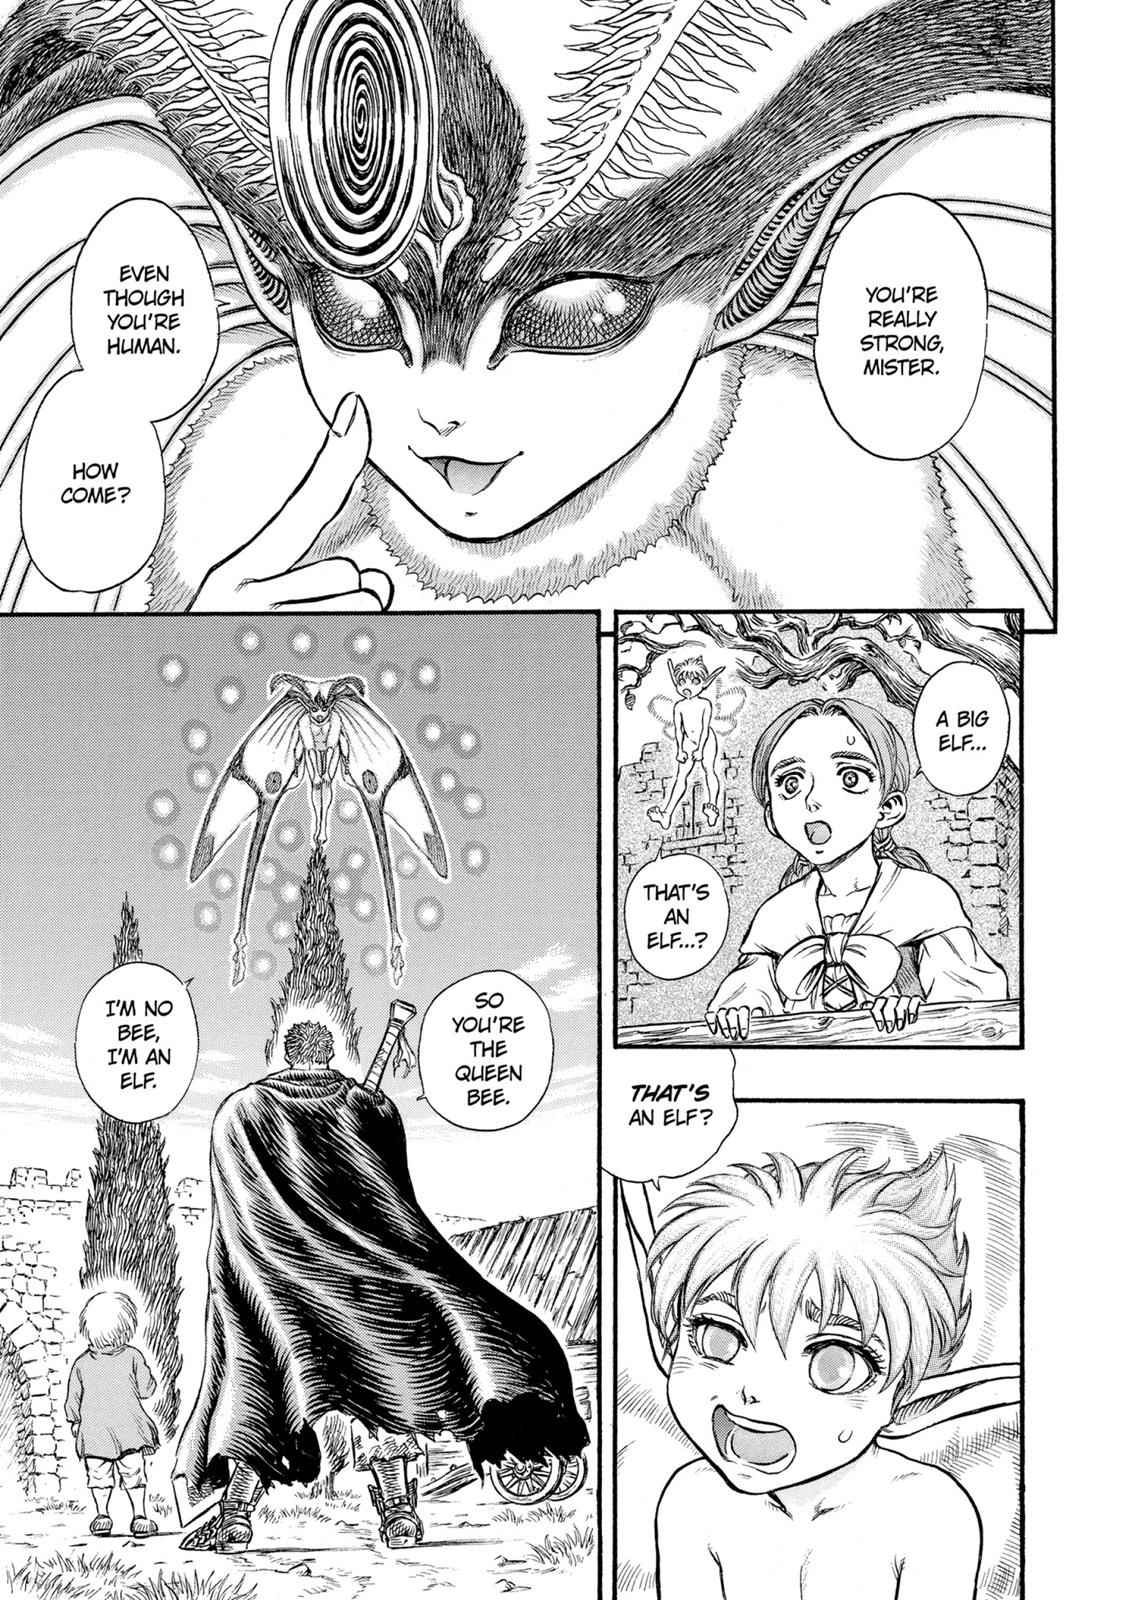 YOU'RE
REALLY
STRONG,
MISTER.
EVEN
THOUGH
YOU'RE
HUMAN.
HOW
COME?
A BIG
ELF...
THAT'S
AN
ELF...?
THAT'S
AN ELF?
SO
YOU'RE
THE
QUEEN
BEE.
I'M NO
BEE,
I'M AN
ELF.